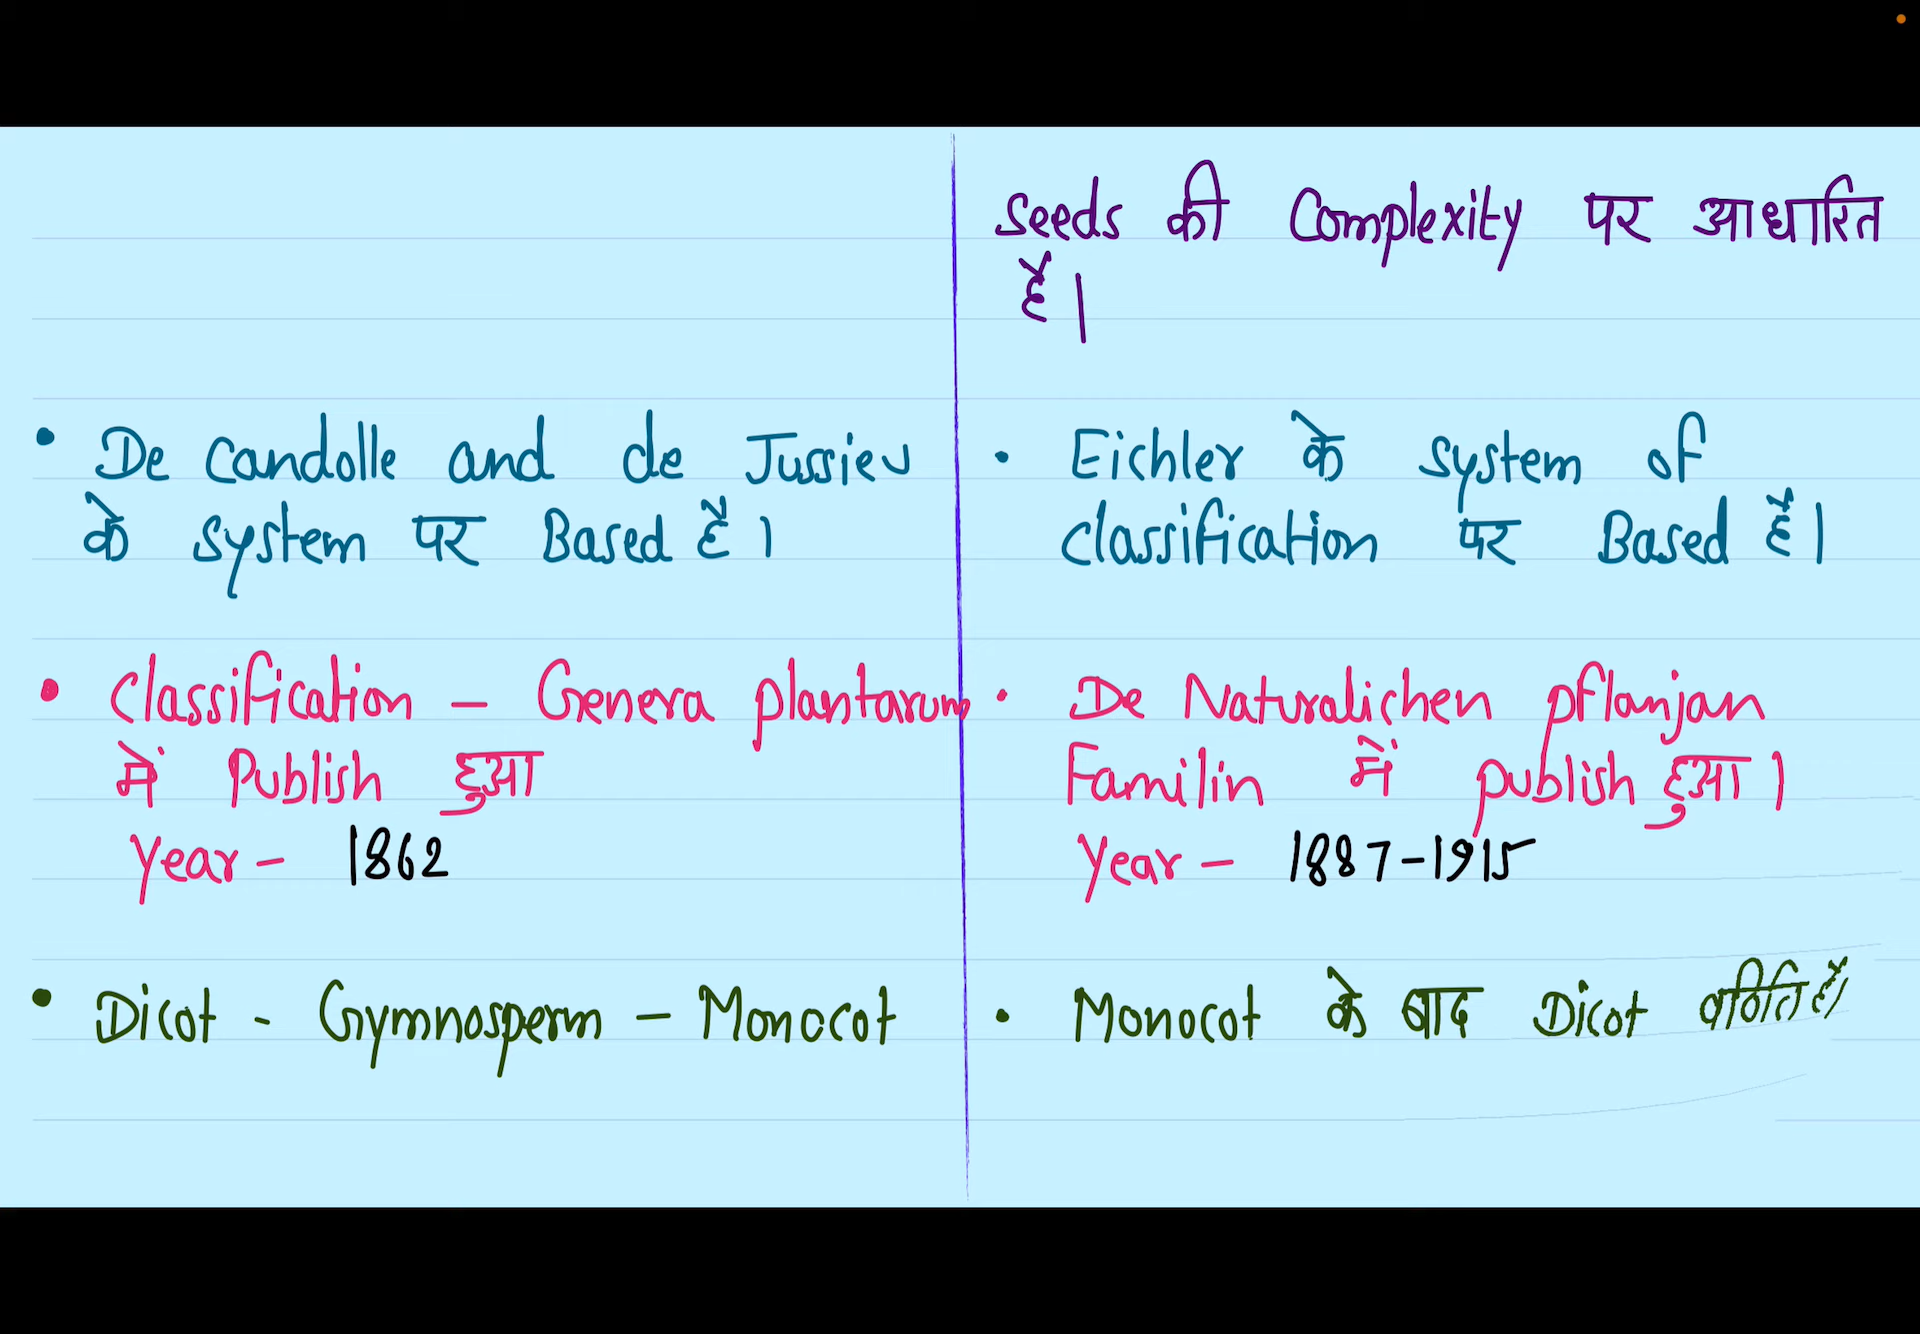 seeds की Complexity पर आधारित
है।
• De Candolle and de Jussieu
के system पर Based है।
• Classification – Genera plantarum
में Publish हुआ
Year – 1862
• Dicot - Gymnosperm – Monocot
• Eichler के system of
classification पर Based है।
• De Naturalichen pflanjan
Familin में publish हुआ।
Year – 1887-1915
• Monocot के बाद Dicot वर्णित है।